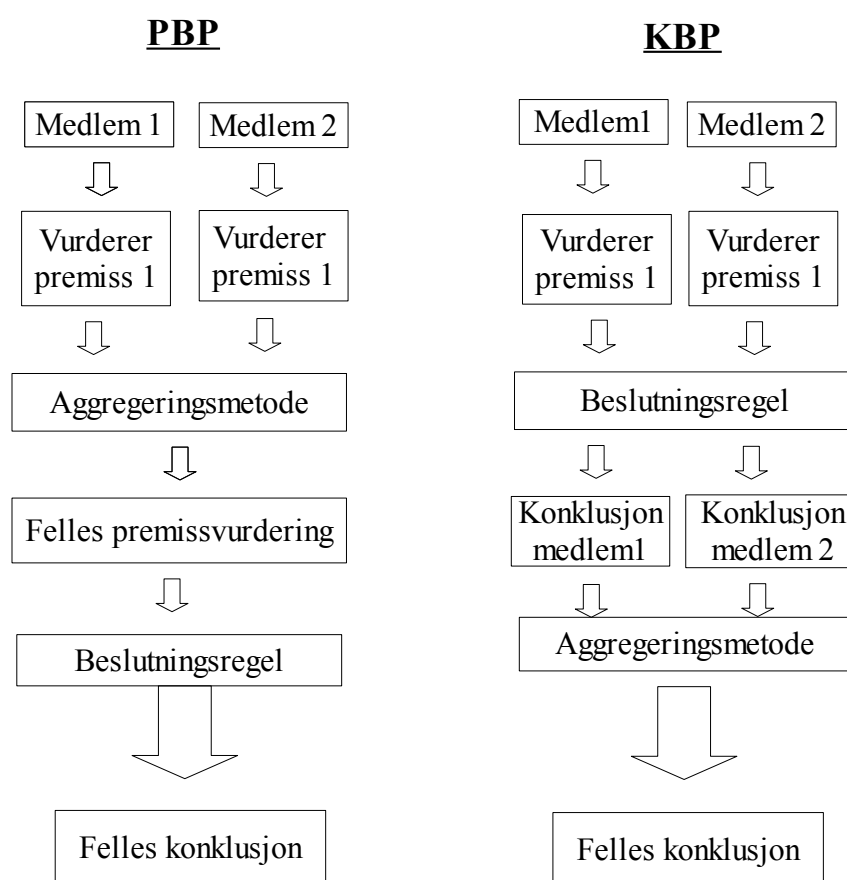 PBP
Medlem 1
Medlem 2
Vurderer
premiss 1
Vurderer
premiss 1
Aggregeringsmetode
Felles premissvurdering
Beslutningsregel
Felles konklusjon
KBP
Medlem1
Medlem 2
Vurderer
premiss 1
Vurderer
premiss 1
Beslutningsregel
Konklusjon
medlem1
Konklusjon
medlem 2
Aggregeringsmetode
Felles konklusjon